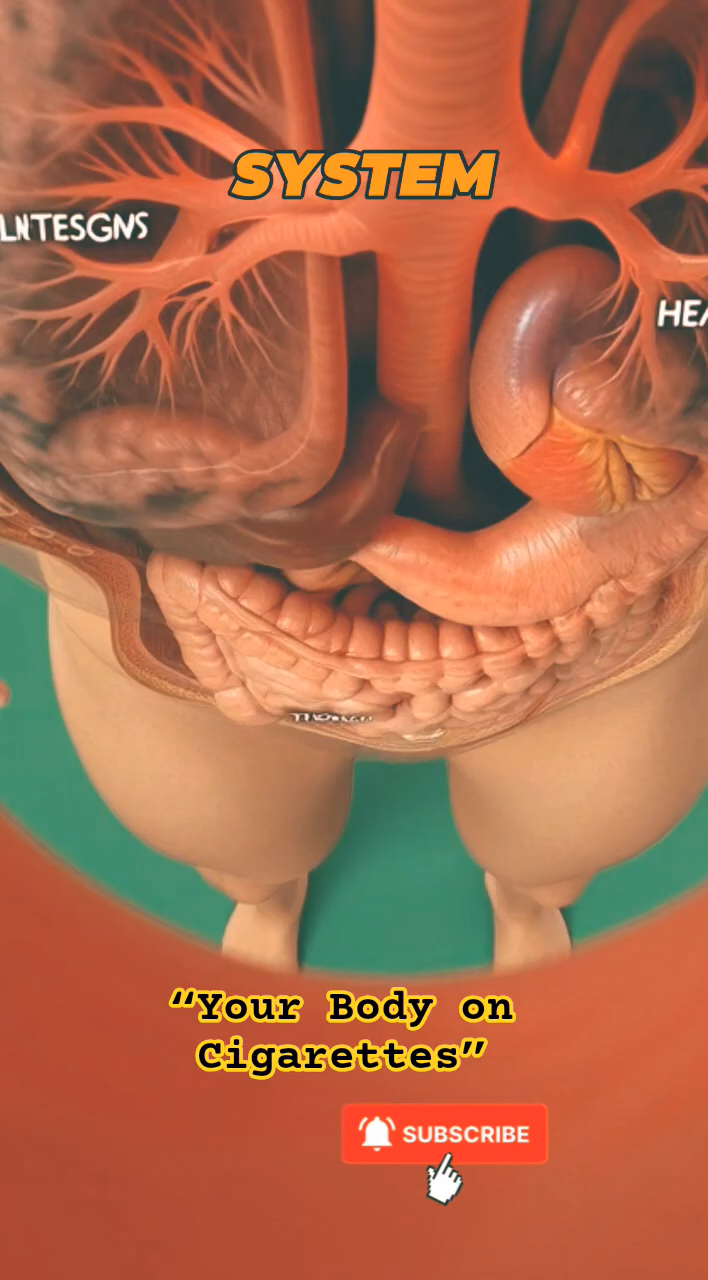 SYSTEM
LNTESGNS
HEA
“Your Body on
Cigarettes”
SUBSCRIBE